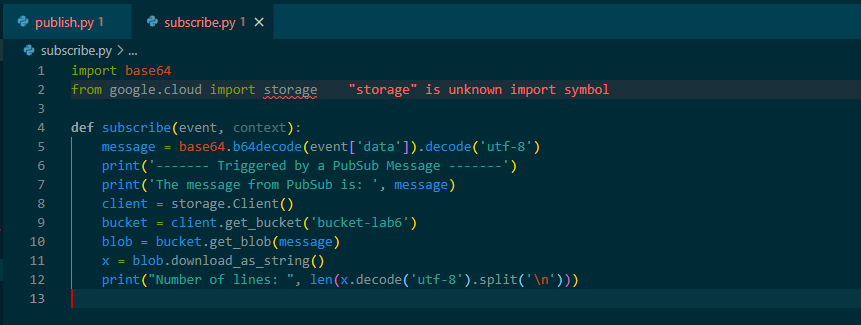 publish.py 1 subscribe.py 1 ×
subscribe.py > ...
1 import base64
2 from google.cloud import storage "storage" is unknown import symbol
3
4 def subscribe(event, context):
5 message = base64.b64decode(event['data']).decode('utf-8')
6 print('------- Triggered by a PubSub Message -------')
7 print('The message from PubSub is: ', message)
8 client = storage.Client()
9 bucket = client.get_bucket('bucket-lab6')
10 blob = bucket.get_blob(message)
11 x = blob.download_as_string()
12 print("Number of lines: ", len(x.decode('utf-8').split('\n')))
13